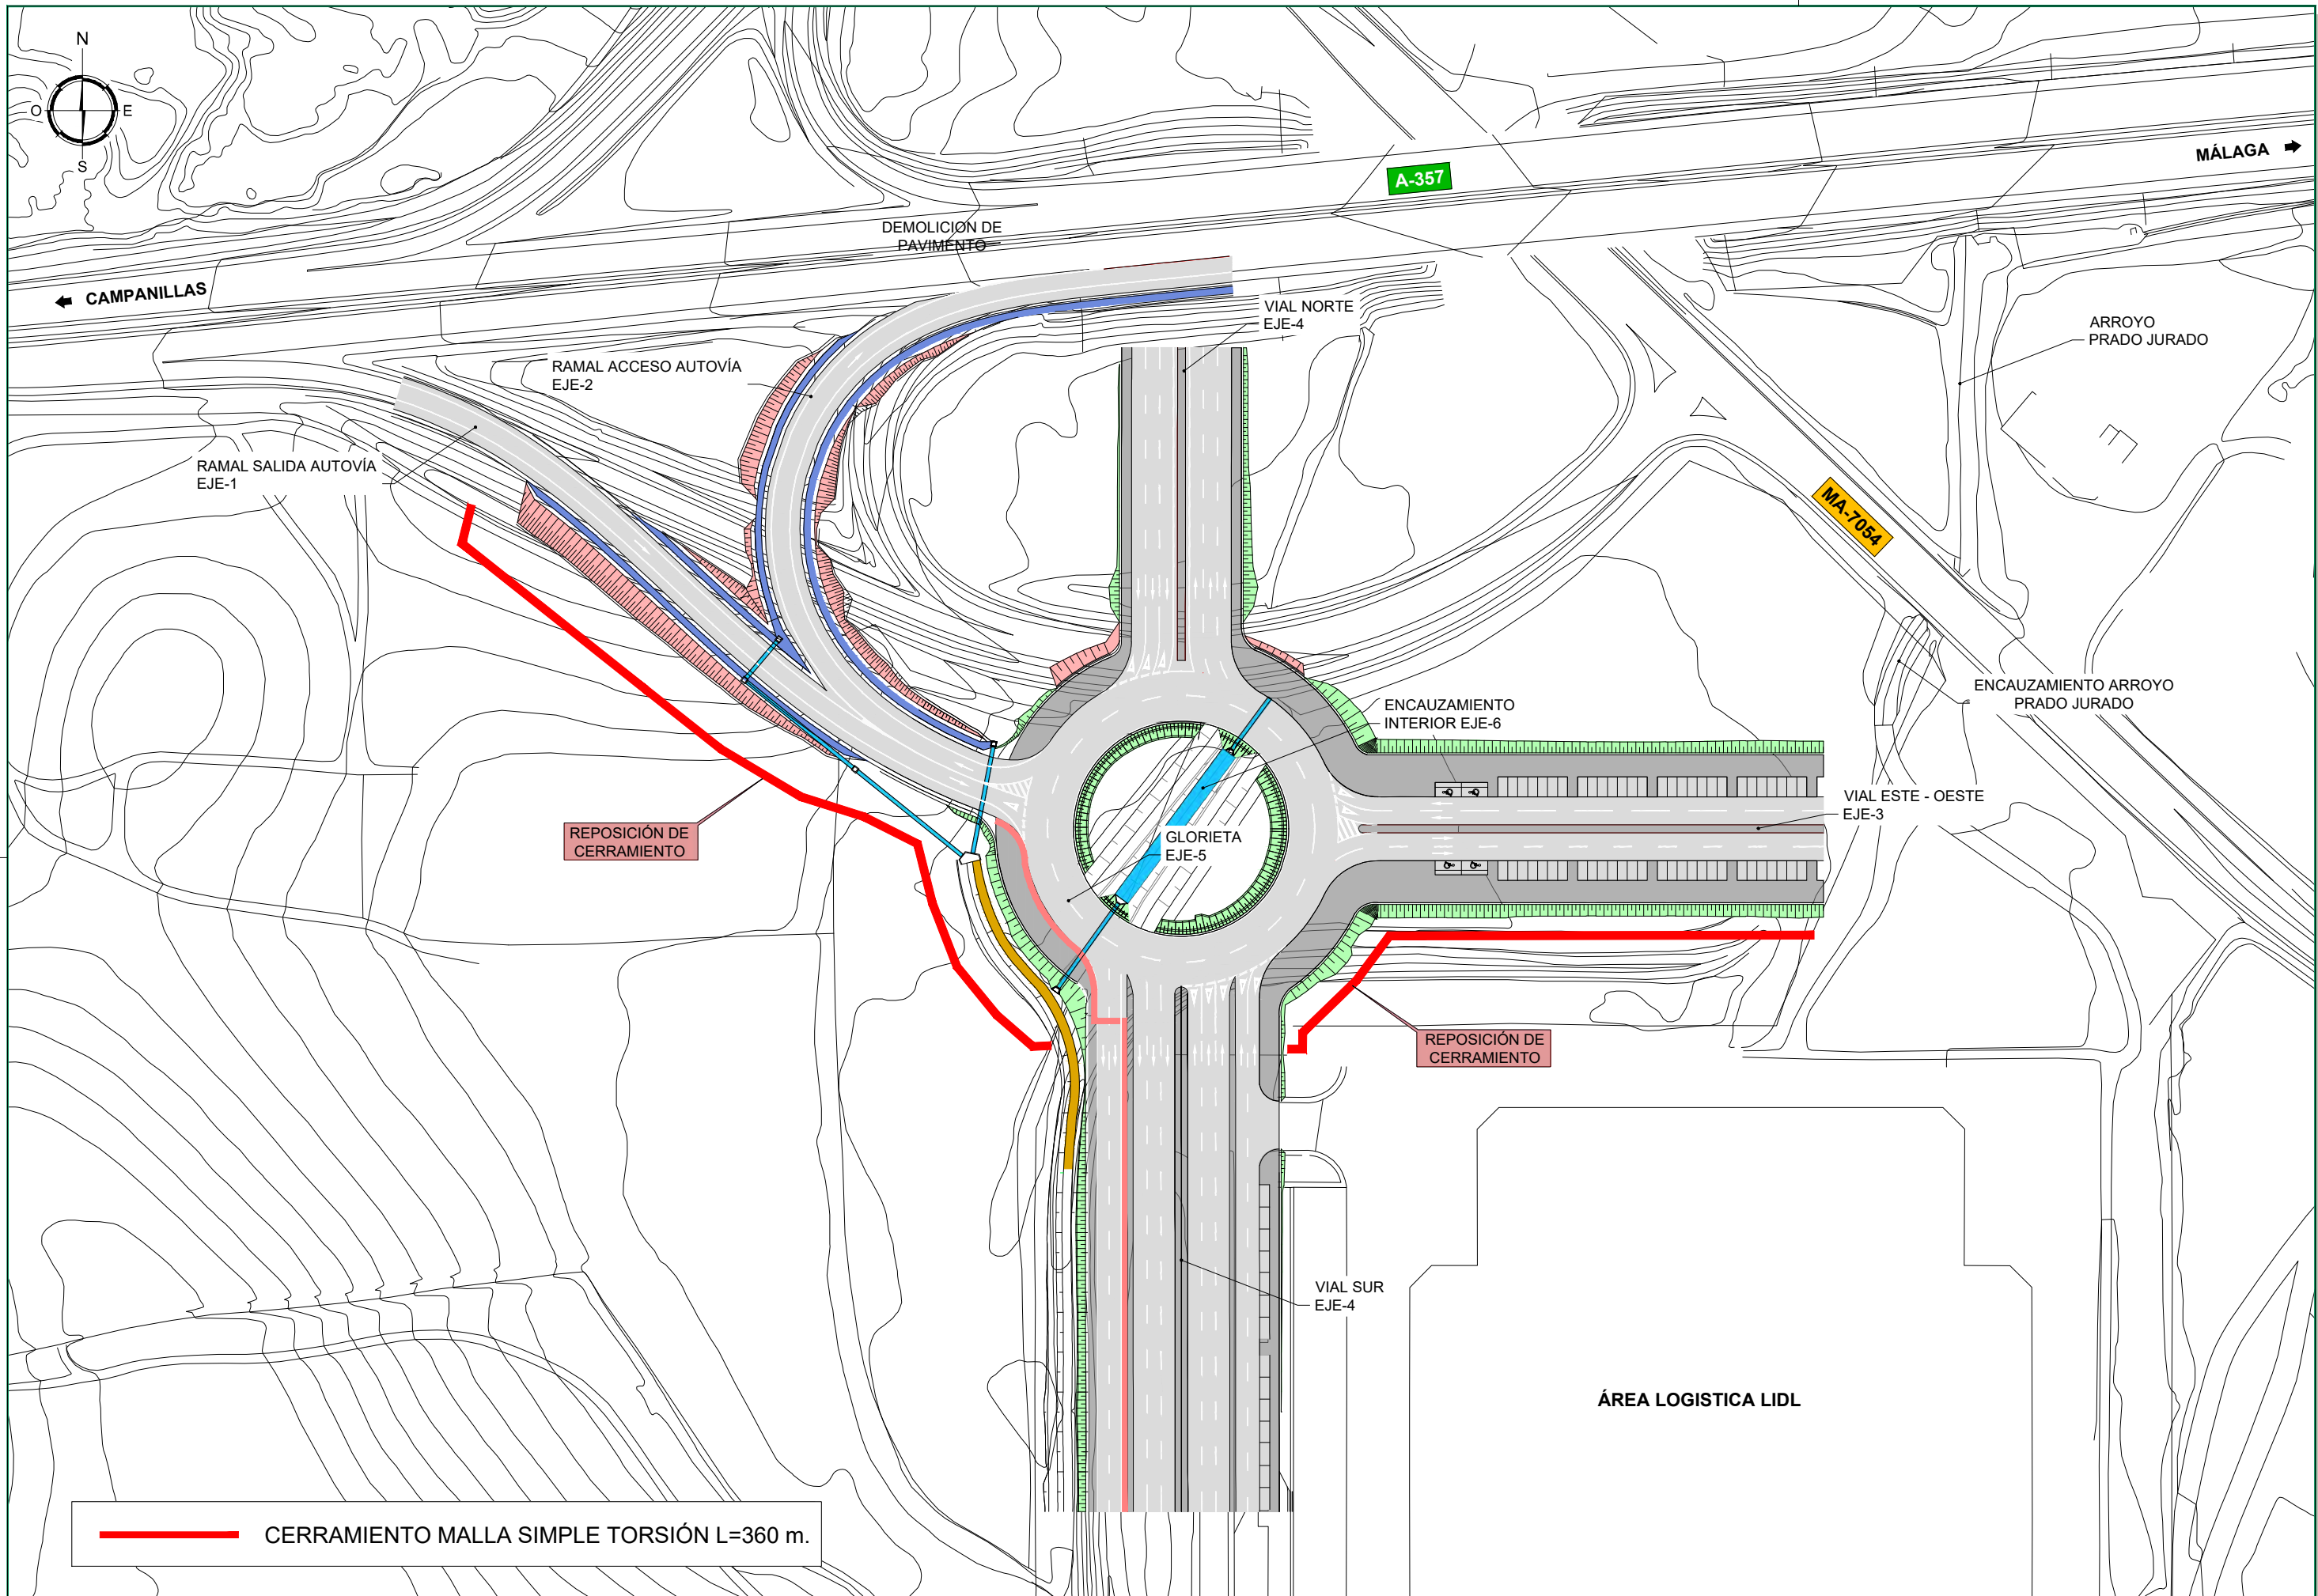 N
O
E
S
A-357
MÁLAGA
DEMOLICION DE
PAVIMENTO
CAMPANILLAS
VIAL NORTE
EJE-4
ARROYO
PRADO JURADO
RAMAL ACCESO AUTOVÍA
EJE-2
RAMAL SALIDA AUTOVÍA
EJE-1
MA-7054
ENCAUZAMIENTO ARROYO
PRADO JURADO
ENCAUZAMIENTO
INTERIOR EJE-6
VIAL ESTE - OESTE
EJE-3
REPOSICIÓN DE
CERRAMIENTO
GLORIETA
EJE-5
REPOSICIÓN DE
CERRAMIENTO
VIAL SUR
EJE-4
ÁREA LOGISTICA LIDL
CERRAMIENTO MALLA SIMPLE TORSIÓN L=360 m.